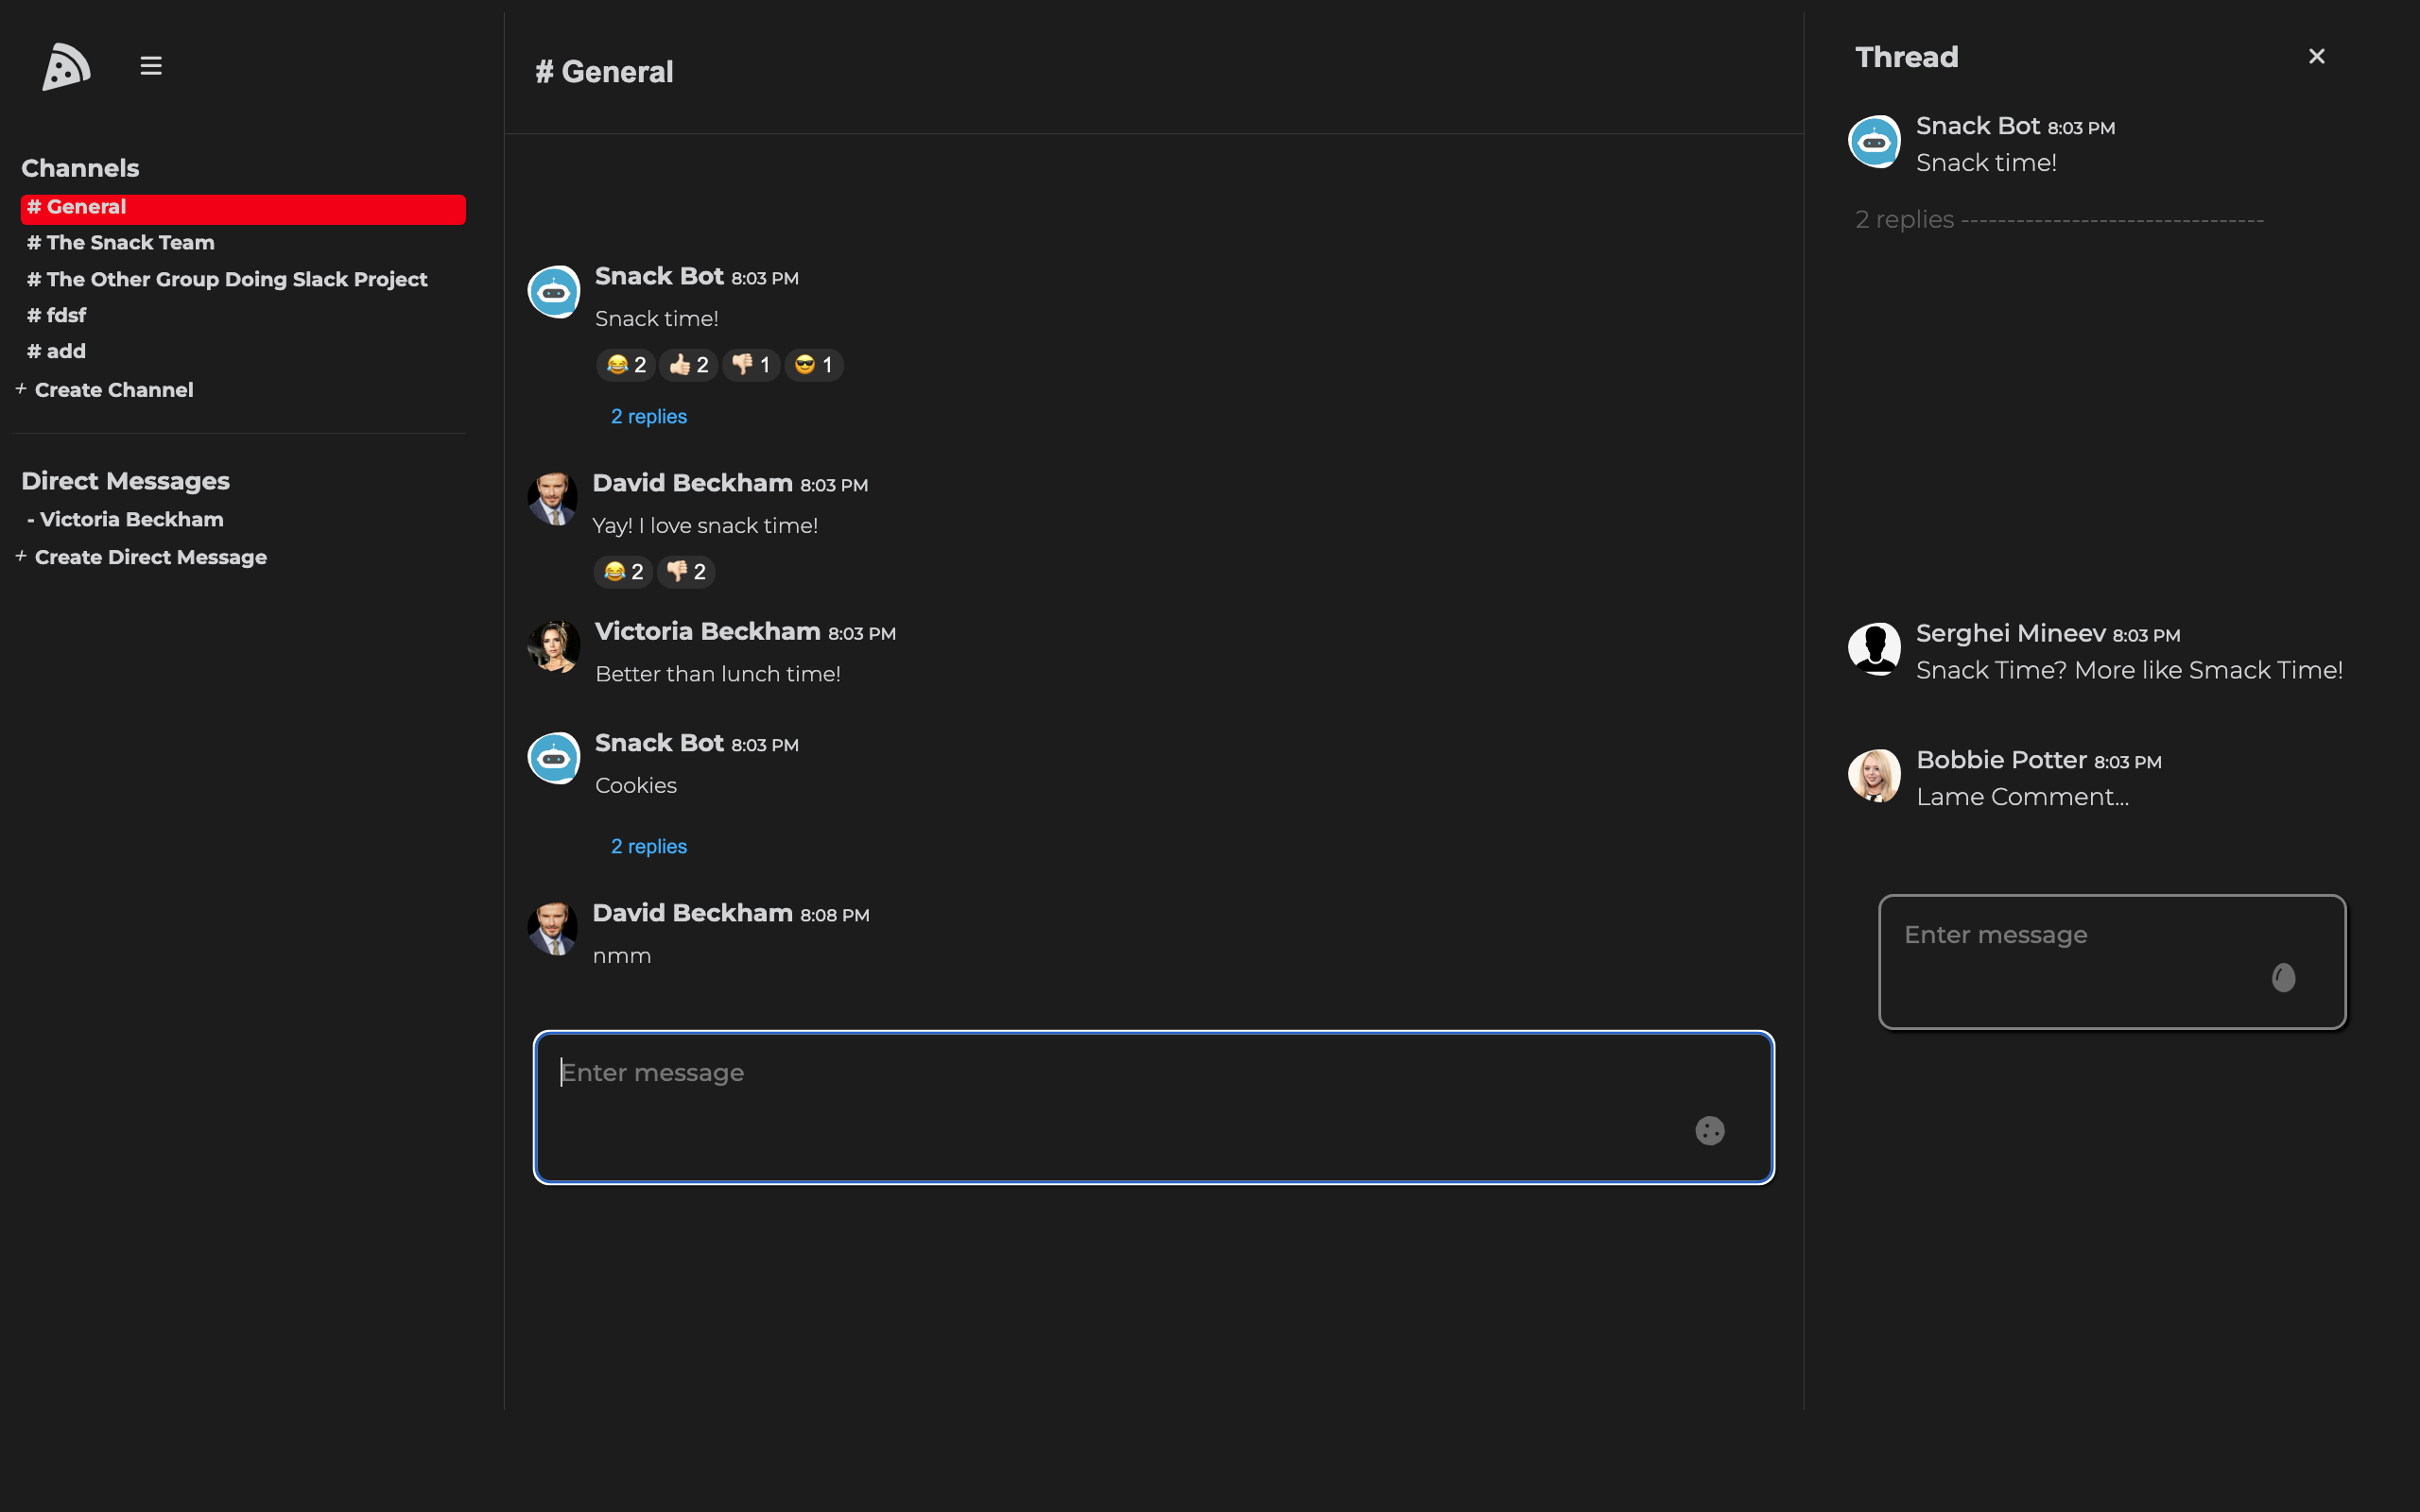 Channels
# General
# The Snack Team
# The Other Group Doing Slack Project
# fdsf
# add
+ Create Channel
Direct Messages
- Victoria Beckham
+ Create Direct Message
# General
Snack Bot 8:03 PM
Snack time!
😂 2 👍🏻 2 👎🏻 1 😎 1
2 replies
David Beckham 8:03 PM
Yay! I love snack time!
😂 2 👎🏻 2
Victoria Beckham 8:03 PM
Better than lunch time!
Snack Bot 8:03 PM
Cookies
2 replies
David Beckham 8:08 PM
nmm
Enter message
Thread
Snack Bot 8:03 PM
Snack time!
2 replies ---------------------------------
Serghei Mineev 8:03 PM
Snack Time? More like Smack Time!
Bobbie Potter 8:03 PM
Lame Comment...
Enter message